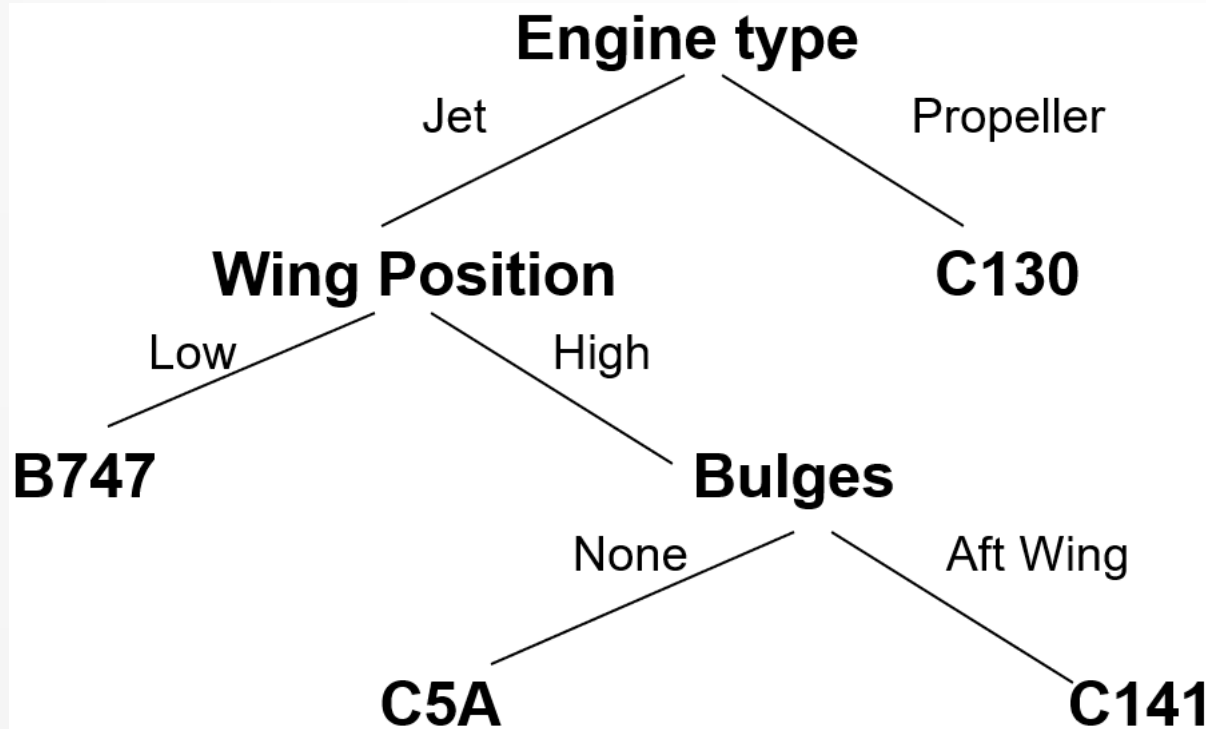 Engine type
Jet
Propeller
Wing Position
C130
Low
High
B747
Bulges
None
Aft Wing
C5A
C141